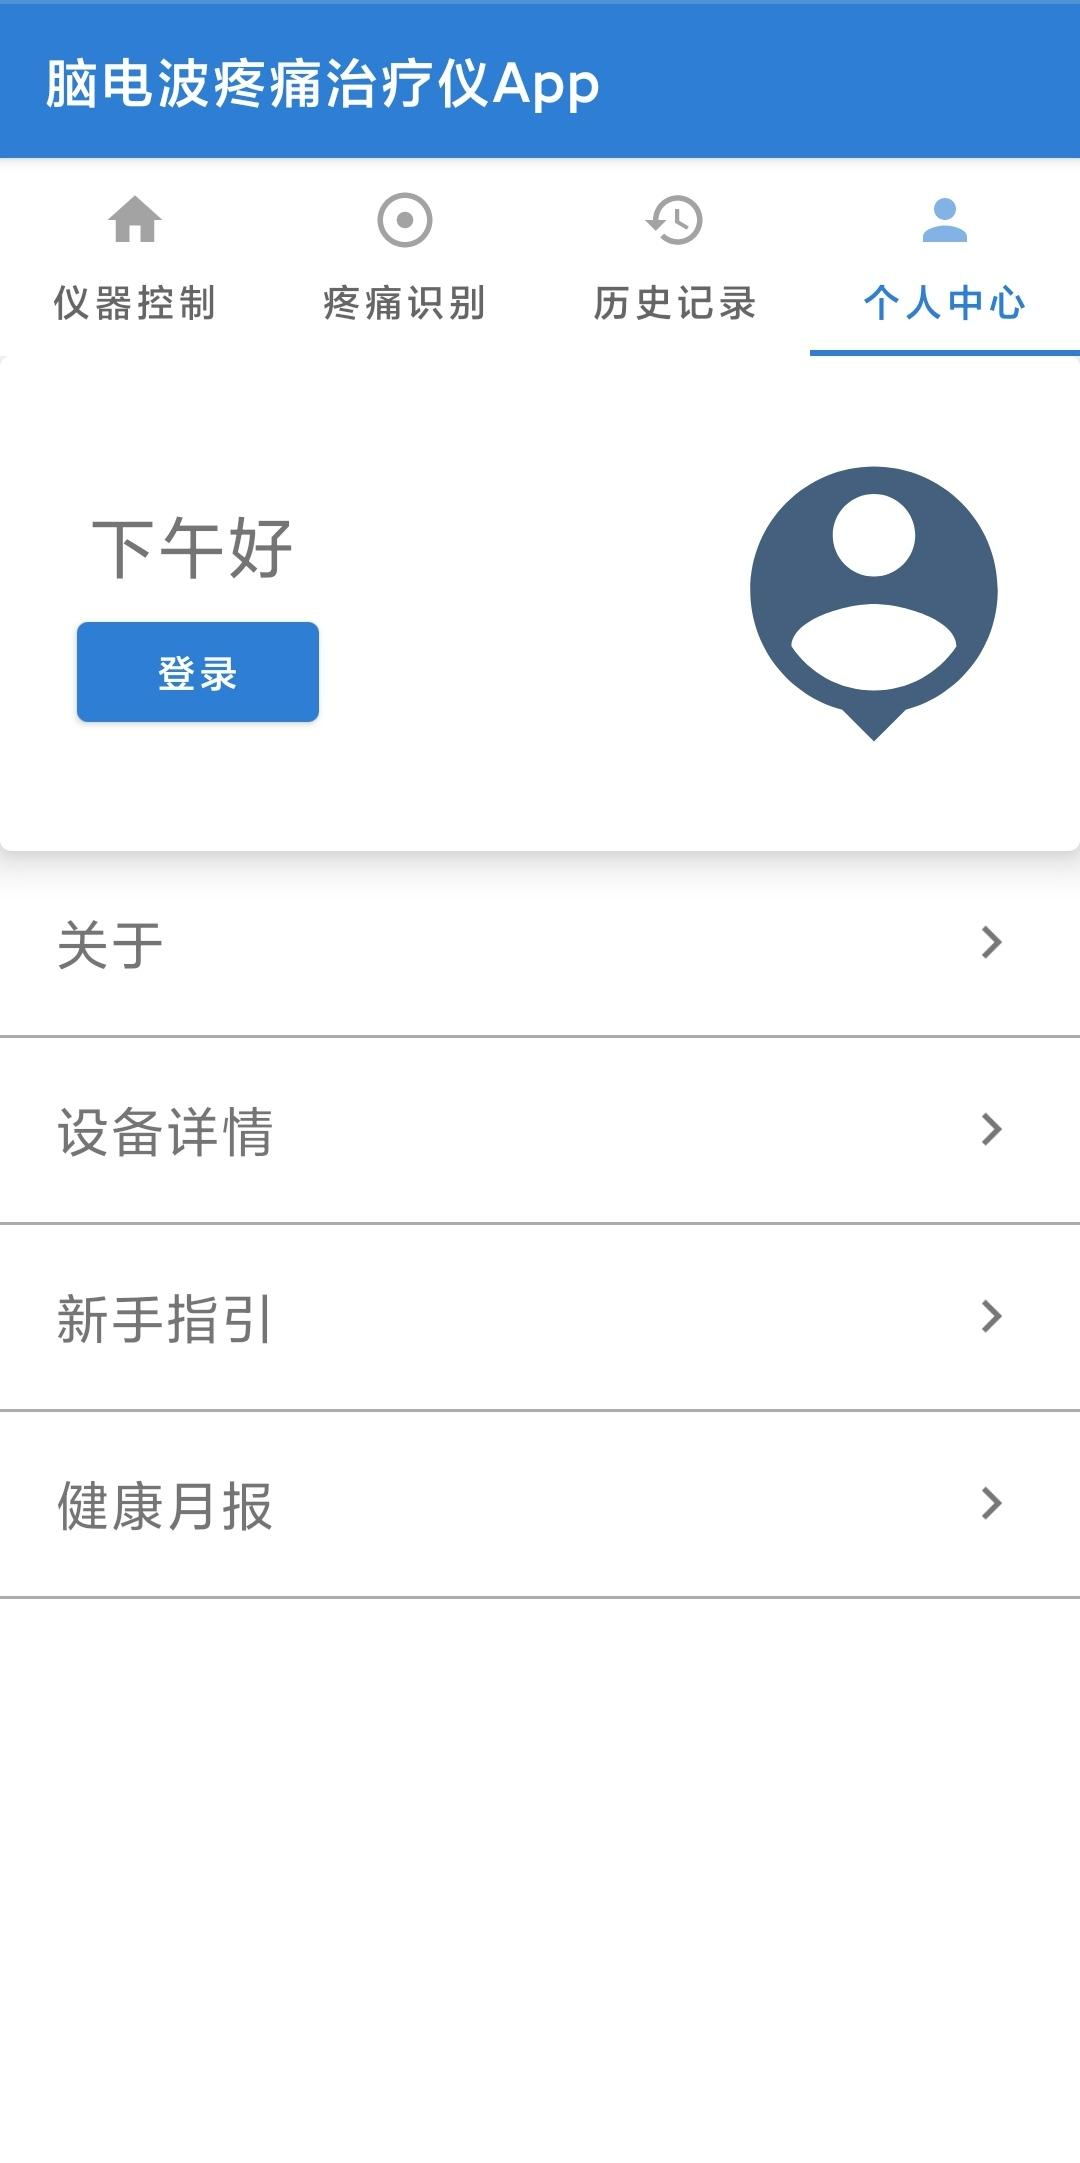 脑电波疼痛治疗仪App
仪器控制
疼痛识别
历史记录
个人中心
下午好
登录
关于
设备详情
新手指引
健康月报